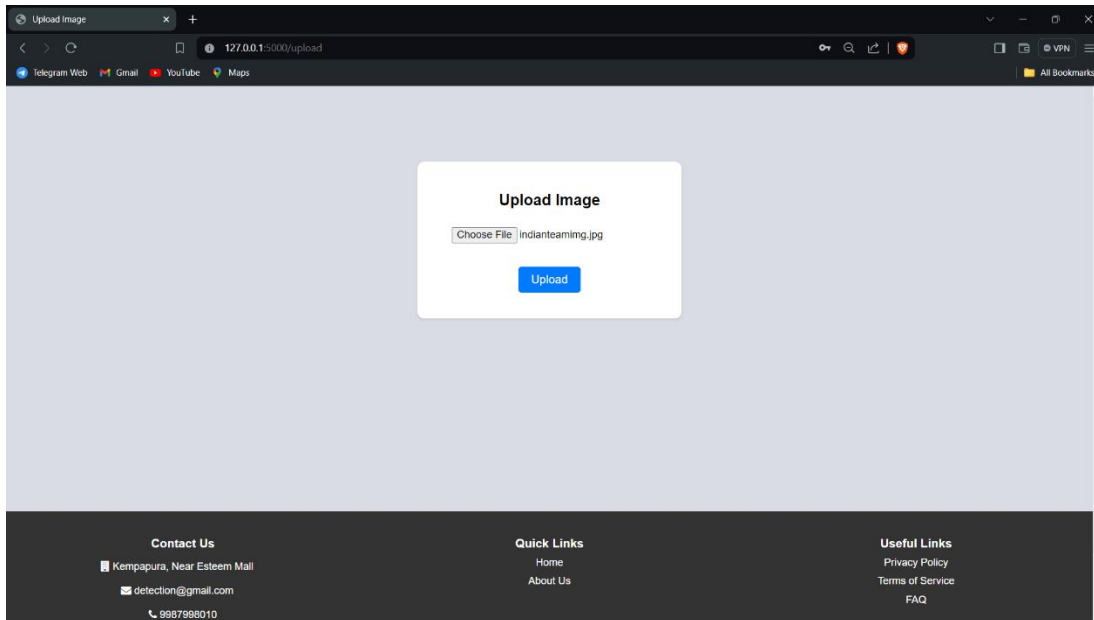 Upload Image
127.0.0.1:5000/upload
VPN
Telegram Web Gmail YouTube Maps
All Bookmarks
Upload Image
Choose File indianteamimg.jpg
Upload
Contact Us
Kempapura, Near Esteem Mall
detection@gmail.com
9987998010
Quick Links
Home
About Us
Useful Links
Privacy Policy
Terms of Service
FAQ